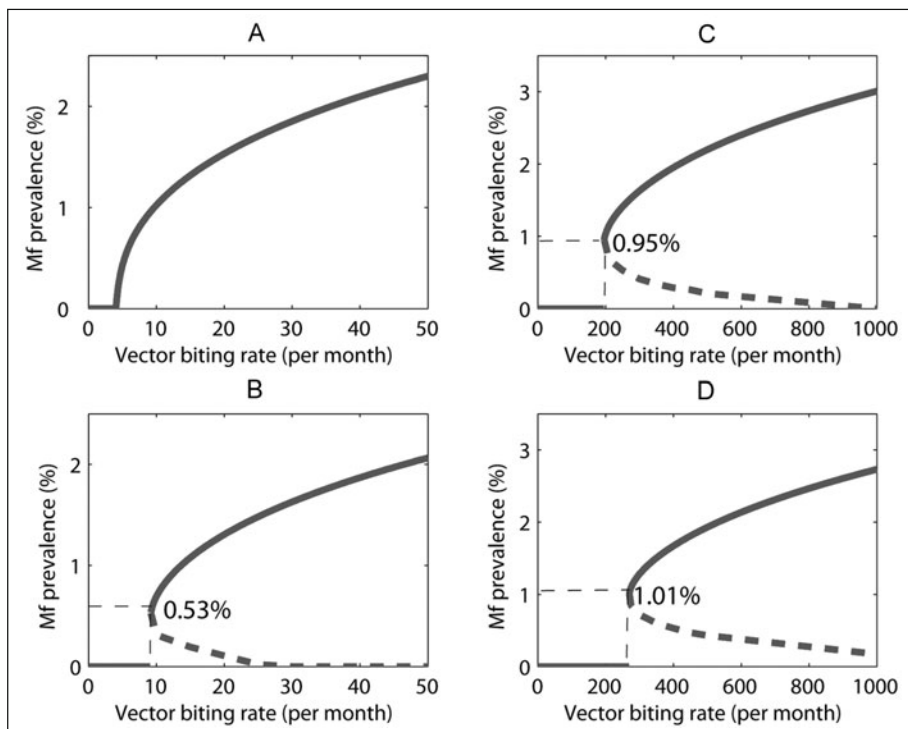 A
Mf prevalence (%)
2
1
0
0 10 20 30 40 50
Vector biting rate (per month)
B
Mf prevalence (%)
2
1
0
0.53%
0 10 20 30 40 50
Vector biting rate (per month)
C
Mf prevalence (%)
3
2
1
0
0.95%
0 200 400 600 800 1000
Vector biting rate (per month)
D
Mf prevalence (%)
3
2
1
0
1.01%
0 200 400 600 800 1000
Vector biting rate (per month)